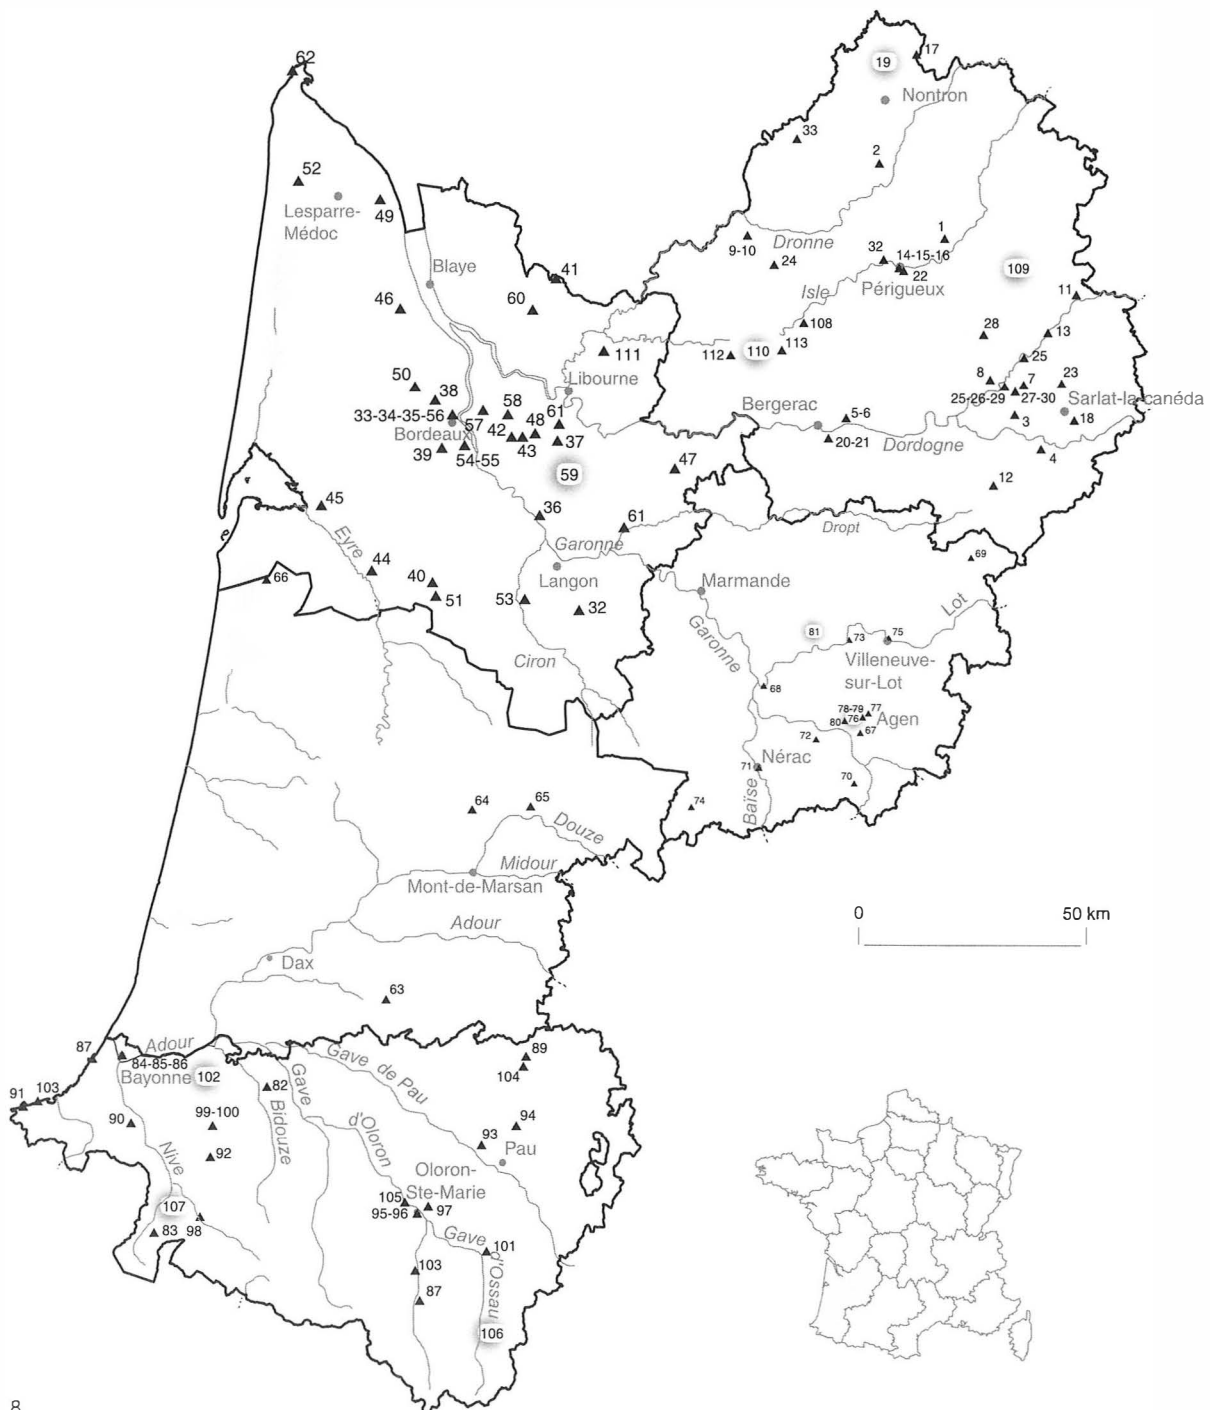 62
17
19
Nontron
33
2
52
Lesparre-
Médoc
49
1
9-10
Dronne
32
14-15-16
24
22
Périgueux
109
Blaye
41
46
60
Isle
11
108
28
13
111
112
110
113
25
50
38
Libourne
8
7
23
58
61
25-26-29
27-30
Sarlat-la-canéda
33-34-35-56
57
48
Bergerac
5-6
3
18
Bordeaux
42
43
37
20-21
Dordogne
39
54-55
4
59
47
12
45
36
61
Dropt
Eyre
Garonne
69
44
Langon
Marmande
66
40
51
53
32
Lot
Garonne
81
73
75
Ciron
Villeneuve-
sur-Lot
68
78-79
77
80
76
Agen
72
67
71
Nérac
70
64
65
74
Baïse
Douze
Midour
Mont-de-Marsan
0
50 km
Adour
Dax
63
87
Adour
84-85-86
Bayonne
102
Gave de Pau
89
104
91
103
82
Gave
90
99-100
Bidouze
d'Oloron
94
93
Pau
Nive
92
Oloron-
Ste-Marie
107
105
95-96
97
83
98
Gave
101
d'Ossau
103
87
106
8